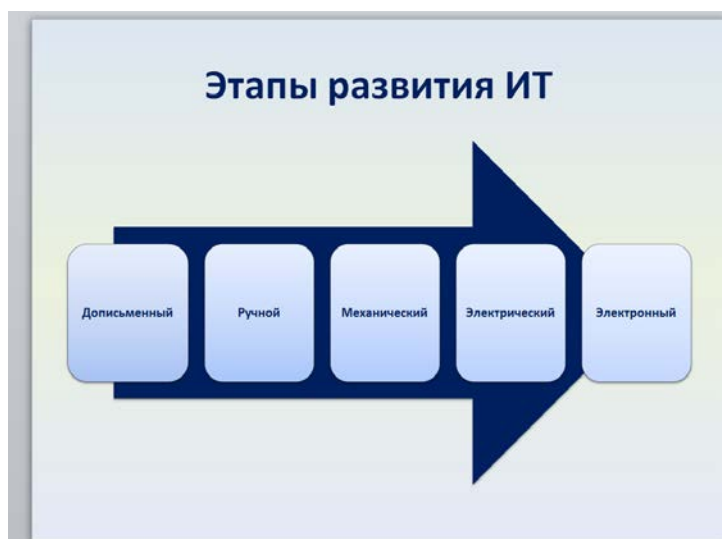 Этапы развития ИТ
Дописьменный
Ручной
Механический
Электрический
Электронный